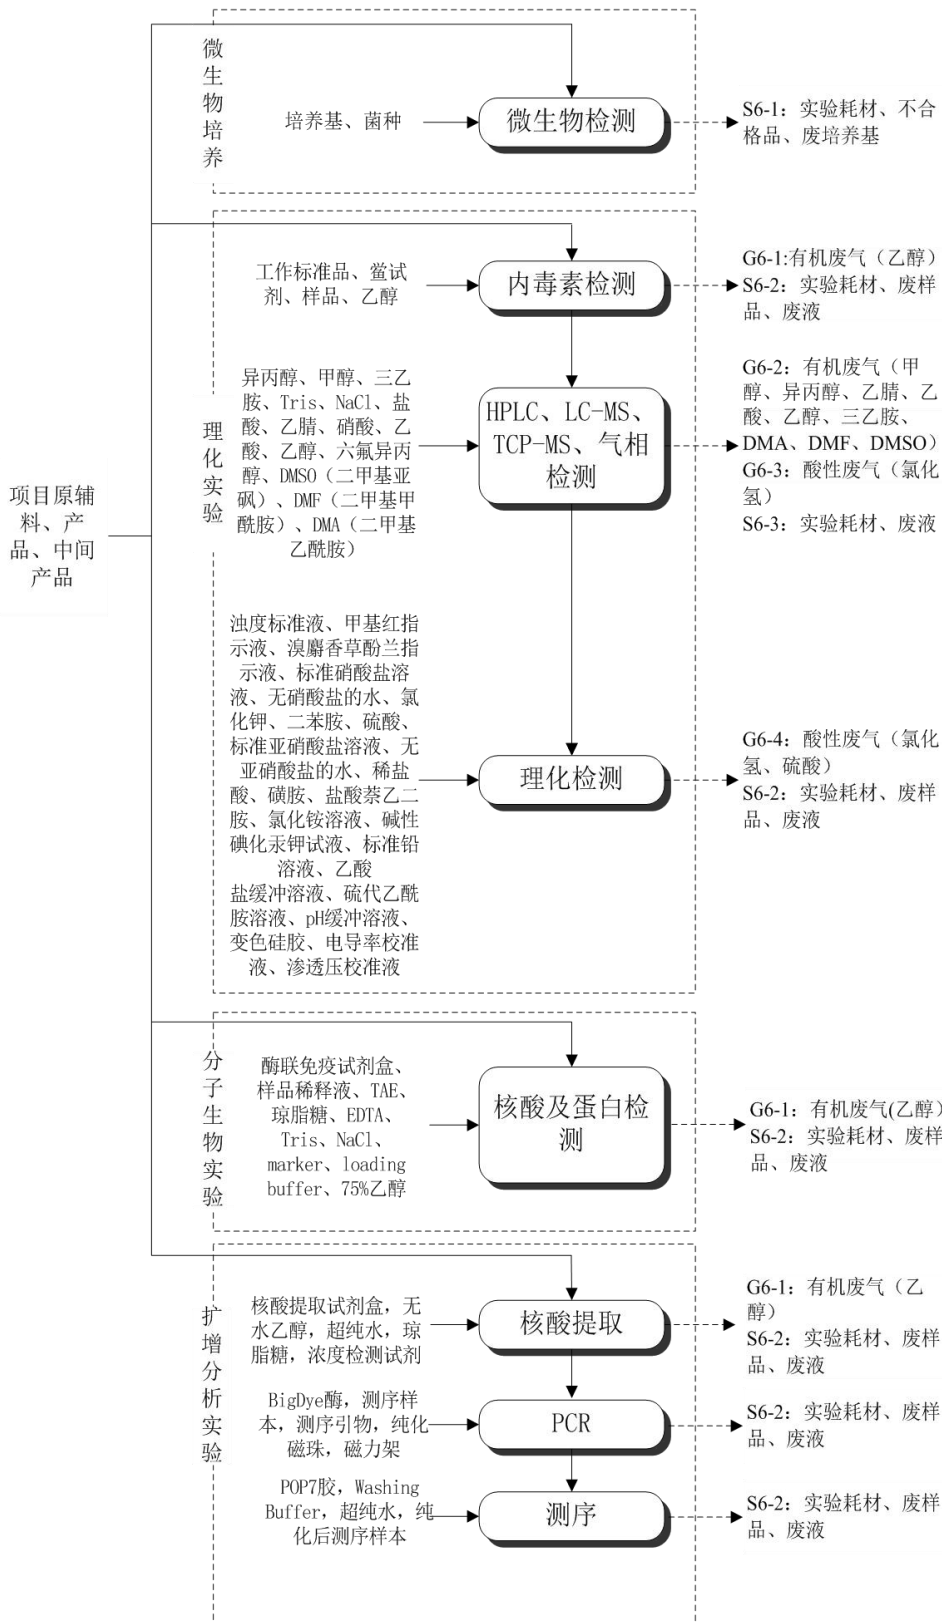 项目原辅
料、产
品、中间
产品
微生物培养
培养基、菌种
微生物检测
S6-1：实验耗材、不合
格品、废培养基
理化实验
工作标准品、鲎试
剂、样品、乙醇
内毒素检测
G6-1:有机废气（乙醇）
S6-2：实验耗材、废样
品、废液
异丙醇、甲醇、三乙
胺、Tris、NaCl、盐
酸、乙腈、硝酸、乙
酸、乙醇、六氟异丙
醇、DMSO（二甲基亚
砜）、DMF（二甲基甲
酰胺）、DMA（二甲基
乙酰胺）
HPLC、LC-MS、
TCP-MS、气相
检测
G6-2：有机废气（甲
醇、异丙醇、乙腈、乙
酸、乙醇、三乙胺、
DMA、DMF、DMSO）
G6-3：酸性废气（氯化
氢）
S6-3：实验耗材、废液
浊度标准液、甲基红指
示液、溴麝香草酚兰指
示液、标准硝酸盐溶
液、无硝酸盐的水、氯
化钾、二苯胺、硫酸、
标准亚硝酸盐溶液、无
亚硝酸盐的水、稀盐
酸、磺胺、盐酸萘乙二
胺、氯化铵溶液、碱性
碘化汞钾试液、标准铅
溶液、乙酸
盐缓冲溶液、硫代乙酰
胺溶液、pH缓冲溶液、
变色硅胶、电导率校准
液、渗透压校准液
理化检测
G6-4：酸性废气（氯化
氢、硫酸）
S6-2：实验耗材、废样
品、废液
分子生物实验
酶联免疫试剂盒、
样品稀释液、TAE、
琼脂糖、EDTA、
Tris、NaCl、
marker、loading
buffer、75%乙醇
核酸及蛋白检
测
G6-1：有机废气(乙醇)
S6-2：实验耗材、废样
品、废液
扩增分析实验
核酸提取试剂盒，无
水乙醇，超纯水，琼
脂糖，浓度检测试剂
核酸提取
G6-1：有机废气（乙
醇）
S6-2：实验耗材、废样
品、废液
BigDye酶，测序样
本，测序引物，纯化
磁珠，磁力架
PCR
S6-2：实验耗材、废样
品、废液
POP7胶，Washing
Buffer，超纯水，纯
化后测序样本
测序
S6-2：实验耗材、废样
品、废液